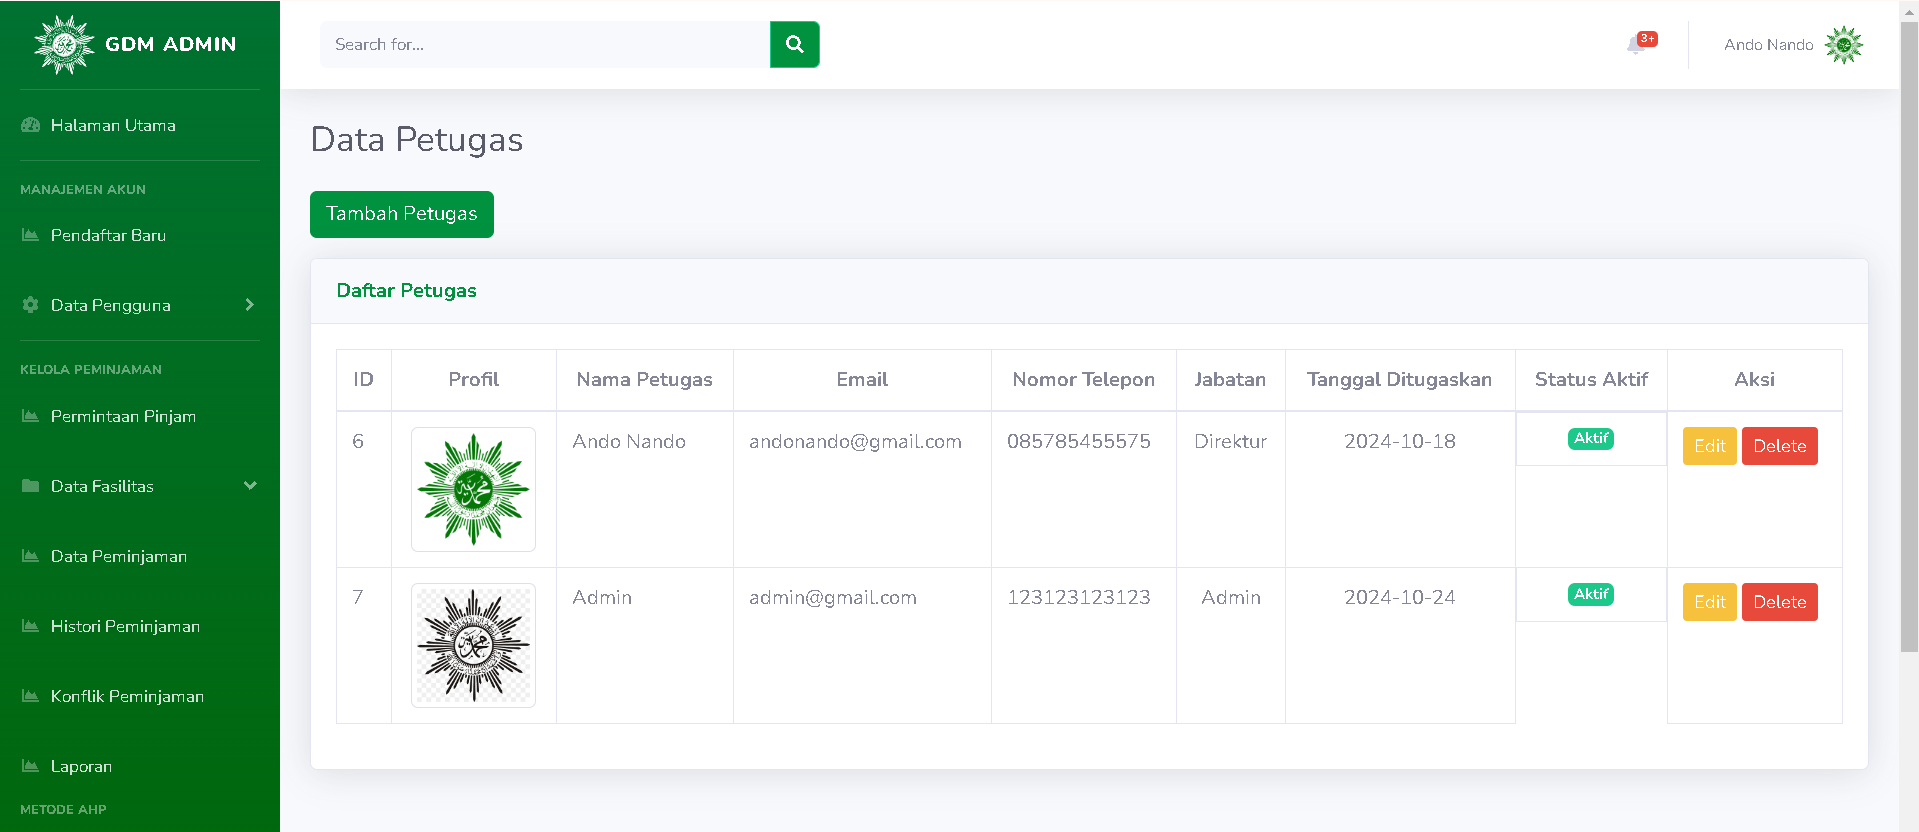 GDM ADMIN
Search for...
3+
Ando Nando
Halaman Utama
MANAJEMEN AKUN
Pendaftar Baru
Data Pengguna
KELOLA PEMINJAMAN
Permintaan Pinjam
Data Fasilitas
Data Peminjaman
Histori Peminjaman
Konflik Peminjaman
Laporan
METODE AHP
Data Petugas
Tambah Petugas
Daftar Petugas
ID Profil Nama Petugas Email Nomor Telepon Jabatan Tanggal Ditugaskan Status Aktif Aksi
6 Ando Nando andonando@gmail.com 085785455575 Direktur 2024-10-18 Aktif Edit Delete
7 Admin admin@gmail.com 123123123123 Admin 2024-10-24 Aktif Edit Delete